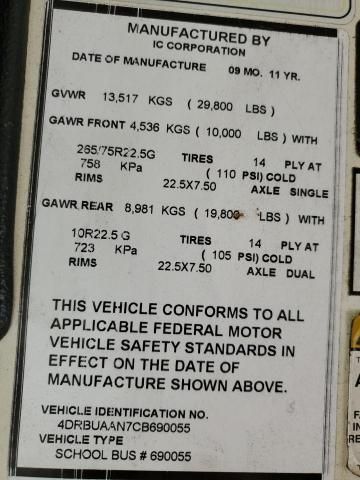 MANUFACTURED BY
IC CORPORATION
DATE OF MANUFACTURE 09 MO. 11 YR.
GVWR 13,517 KGS ( 29,800 LBS )
GAWR FRONT 4,536 KGS ( 10,000 LBS ) WITH
265/75R22.5G TIRES 14 PLY AT
758 KPa ( 110 PSI) COLD
RIMS 22.5X7.50 AXLE SINGLE
GAWR REAR 8,981 KGS ( 19,800 LBS ) WITH
10R22.5 G TIRES 14 PLY AT
723 KPa ( 105 PSI) COLD
RIMS 22.5X7.50 AXLE DUAL
THIS VEHICLE CONFORMS TO ALL
APPLICABLE FEDERAL MOTOR
VEHICLE SAFETY STANDARDS IN
EFFECT ON THE DATE OF
MANUFACTURE SHOWN ABOVE.
VEHICLE IDENTIFICATION NO.
4DRBUAAN7CB690055
VEHICLE TYPE
SCHOOL BUS # 690055